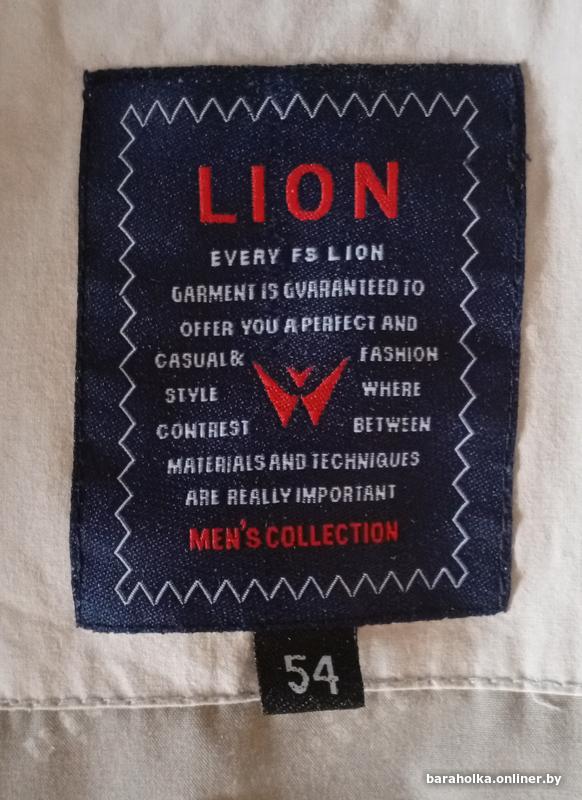 LION
EVERY FS LION
GARMENT IS GVARANTEED TO
OFFER YOU A PERFECT AND
CASUAL& FASHION
STYLE WHERE
CONTREST BETWEEN
MATERIALS AND TECHNIQUES
ARE REALLY IMPORTANT
MEN'S COLLECTION
54
baraholka.onliner.by